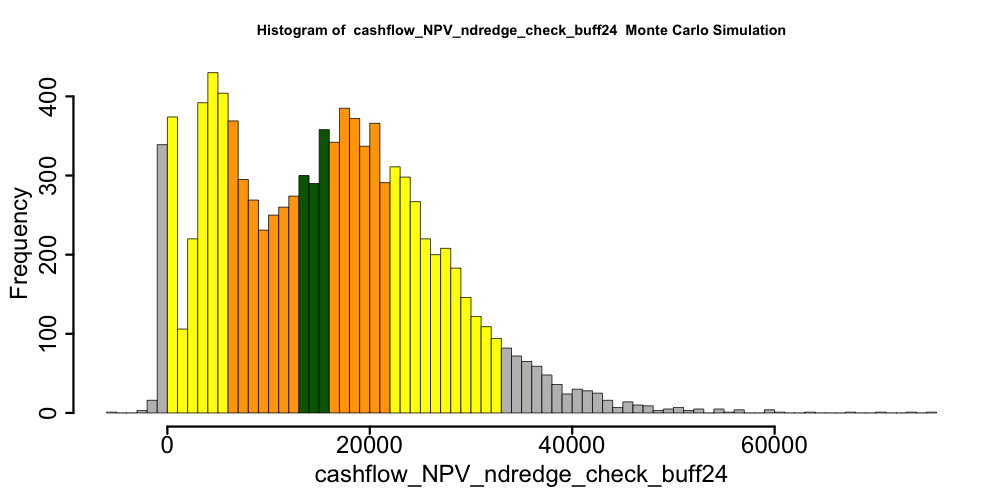 Histogram of  cashflow_NPV_ndredge_check_buff24  Monte Carlo Simulation
Frequency
400
300
200
100
0
0 20000 40000 60000
cashflow_NPV_ndredge_check_buff24